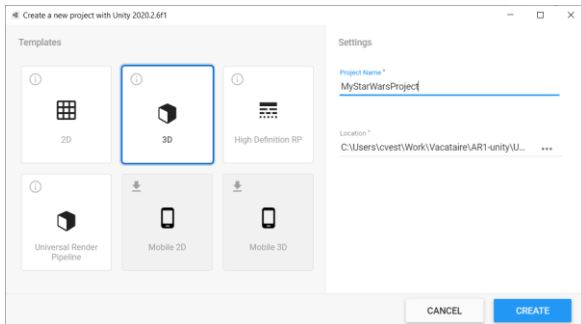 Create a new project with Unity 2020.2.6f1
Templates
Settings
2D
3D
High Definition RP
Universal Render
Pipeline
Mobile 2D
Mobile 3D
Project Name *
MyStarWarsProject
Location *
C:\Users\cvest\Work\Vacataire\AR1-unity\U...
CANCEL
CREATE